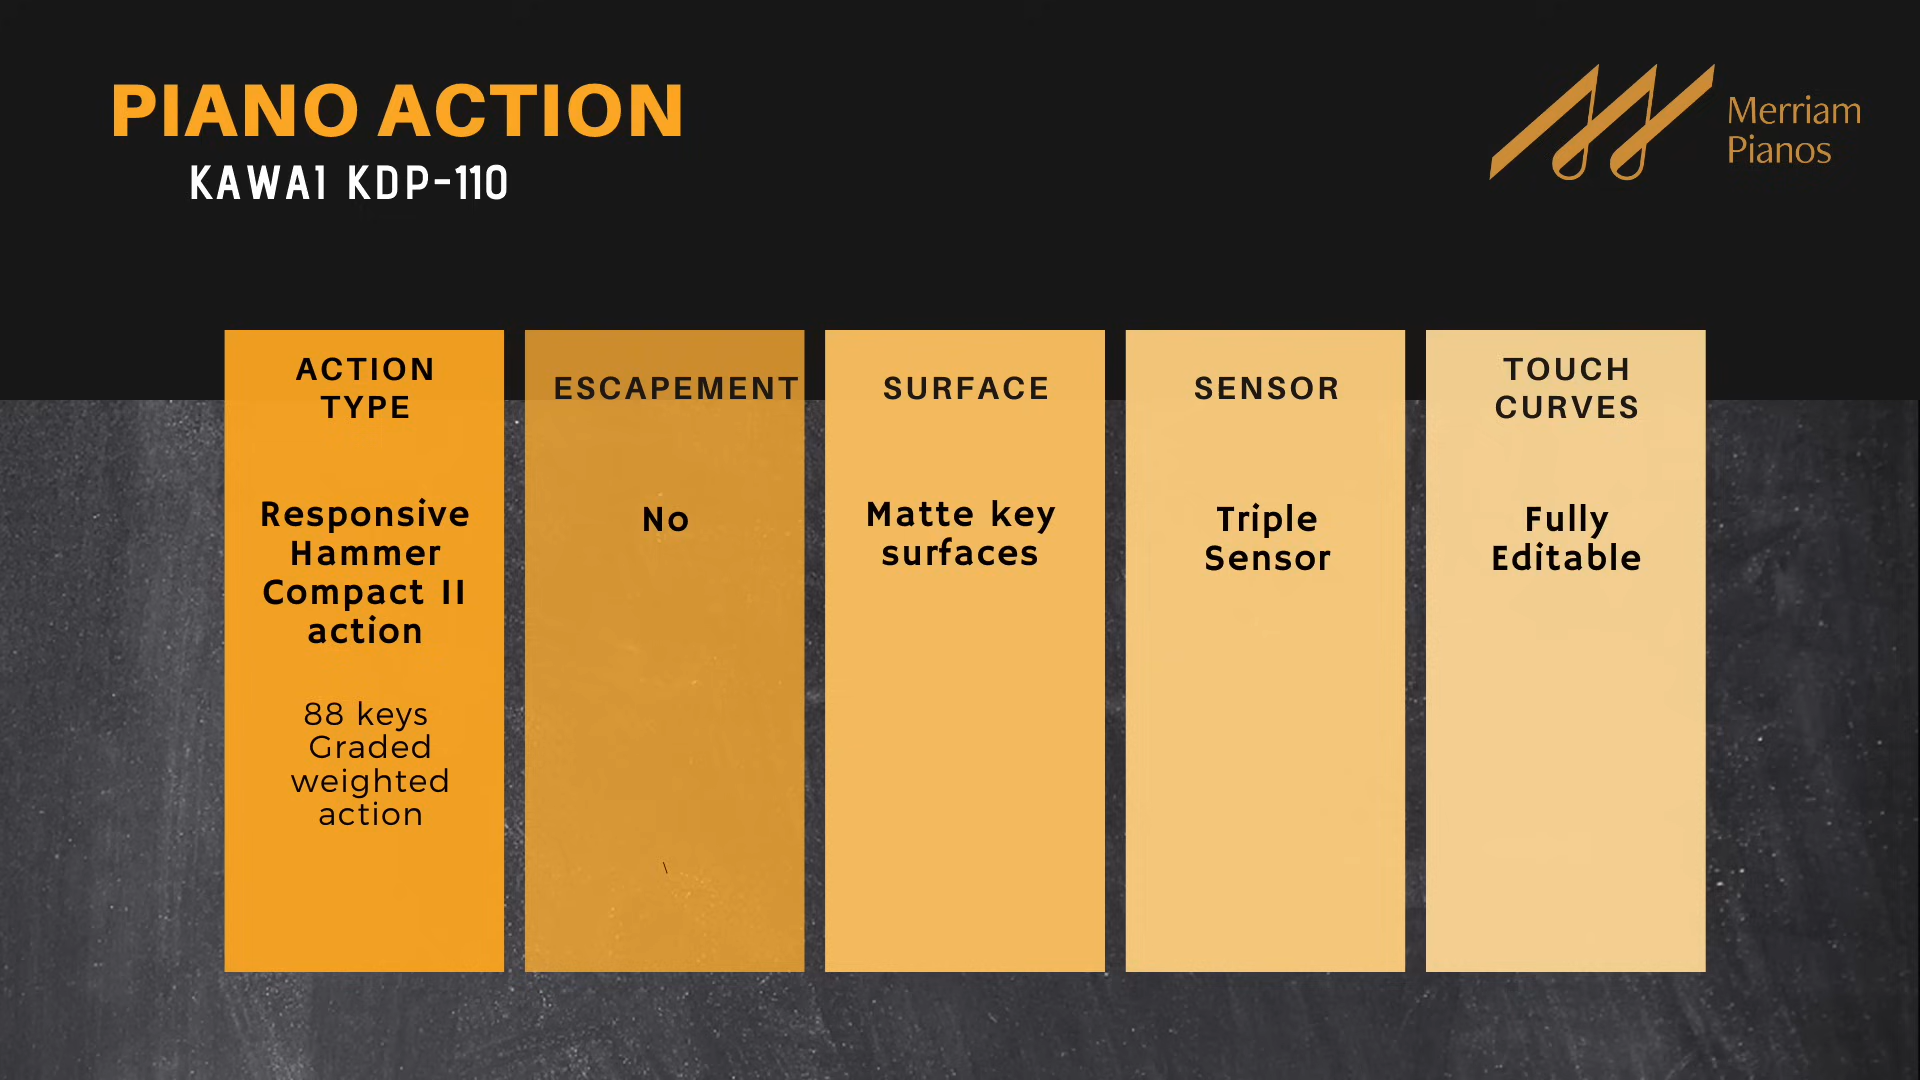 PIANO ACTION
KAWAI KDP-110
Merriam
Pianos
ACTION
TYPE
Responsive
Hammer
Compact II
action
88 keys
Graded
weighted
action
ESCAPEMENT
No
\
SURFACE
Matte key
surfaces
SENSOR
Triple
Sensor
TOUCH
CURVES
Fully
Editable